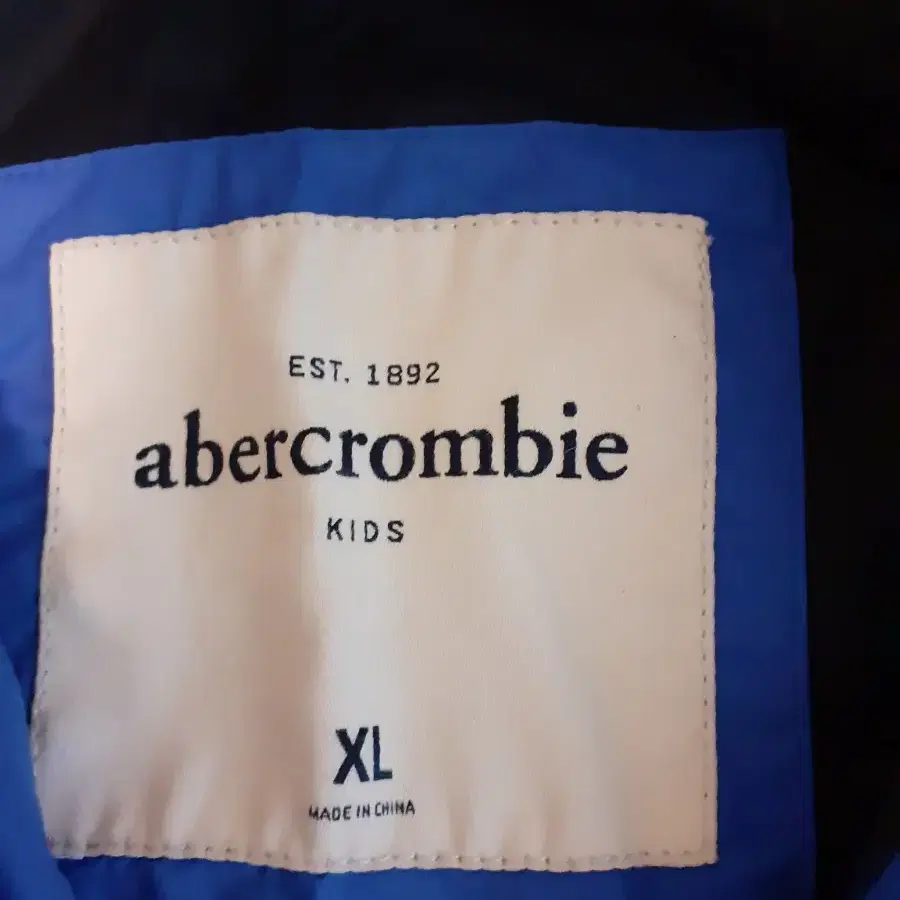 EST. 1892
abercrombie
KIDS
XL
MADE IN CHINA